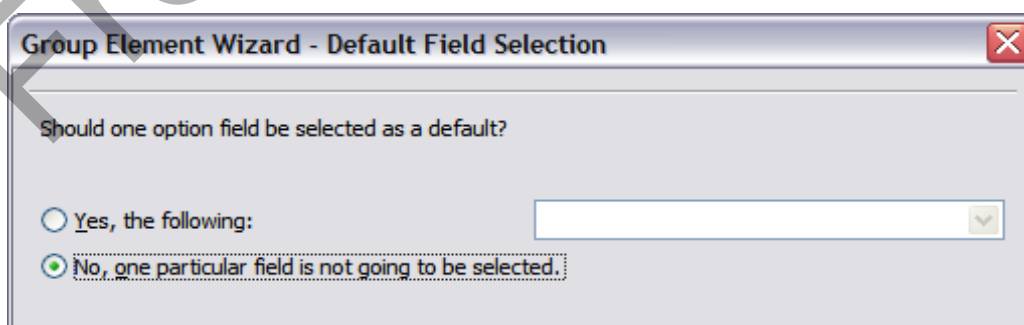 Group Element Wizard - Default Field Selection
Should one option field be selected as a default?
Yes, the following:
No, one particular field is not going to be selected.